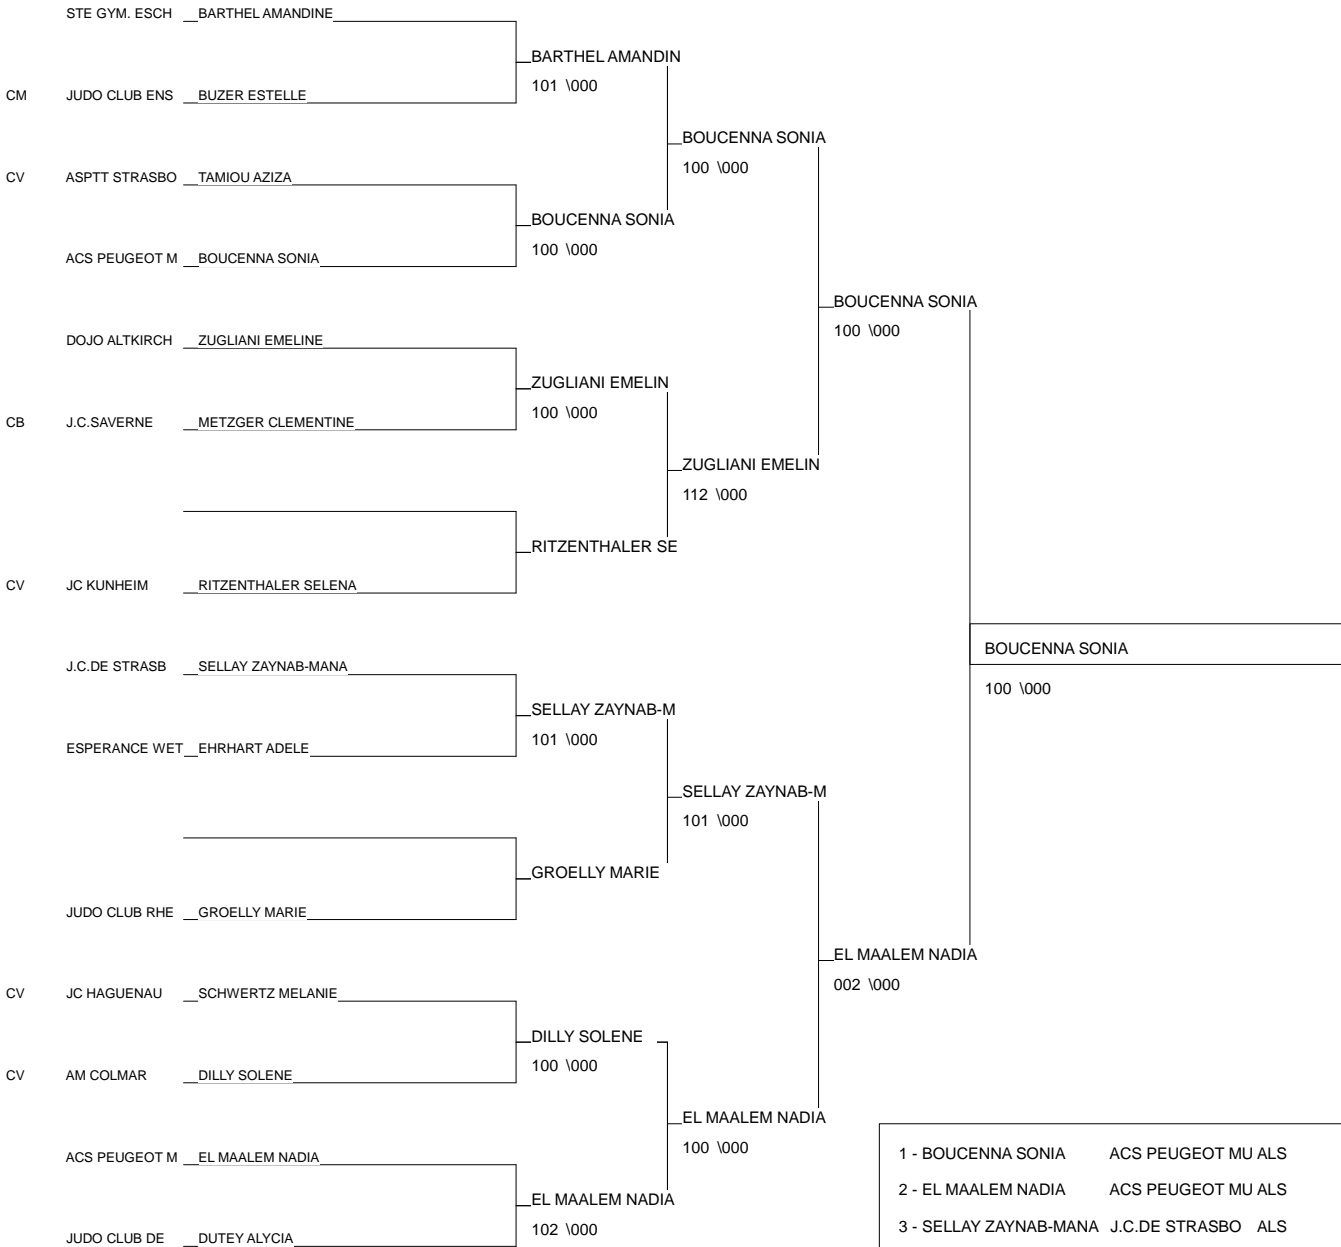 STE GYM. ESCH BARTHEL AMANDINE
BARTHEL AMANDIN
101 \000
CM JUDO CLUB ENS BUZER ESTELLE
BOUCENNA SONIA
100 \000
CV ASPTT STRASBO TAMIOU AZIZA
BOUCENNA SONIA
100 \000
ACS PEUGEOT M BOUCENNA SONIA
BOUCENNA SONIA
100 \000
DOJO ALTKIRCH ZUGLIANI EMELINE
ZUGLIANI EMELIN
100 \000
CB J.C.SAVERNE METZGER CLEMENTINE
ZUGLIANI EMELIN
112 \000
RITZENTHALER SE
CV JC KUNHEIM RITZENTHALER SELENA
BOUCENNA SONIA
100 \000
J.C.DE STRASB SELLAY ZAYNAB-MANA
SELLAY ZAYNAB-M
101 \000
ESPERANCE WET EHRHART ADELE
SELLAY ZAYNAB-M
101 \000
GROELLY MARIE
JUDO CLUB RHE GROELLY MARIE
EL MAALEM NADIA
002 \000
CV JC HAGUENAU SCHWERTZ MELANIE
DILLY SOLENE
100 \000
CV AM COLMAR DILLY SOLENE
EL MAALEM NADIA
100 \000
ACS PEUGEOT M EL MAALEM NADIA
EL MAALEM NADIA
102 \000
JUDO CLUB DE DUTEY ALYCIA
1 - BOUCENNA SONIA ACS PEUGEOT MU ALS
2 - EL MAALEM NADIA ACS PEUGEOT MU ALS
3 - SELLAY ZAYNAB-MANA J.C.DE STRASBO ALS